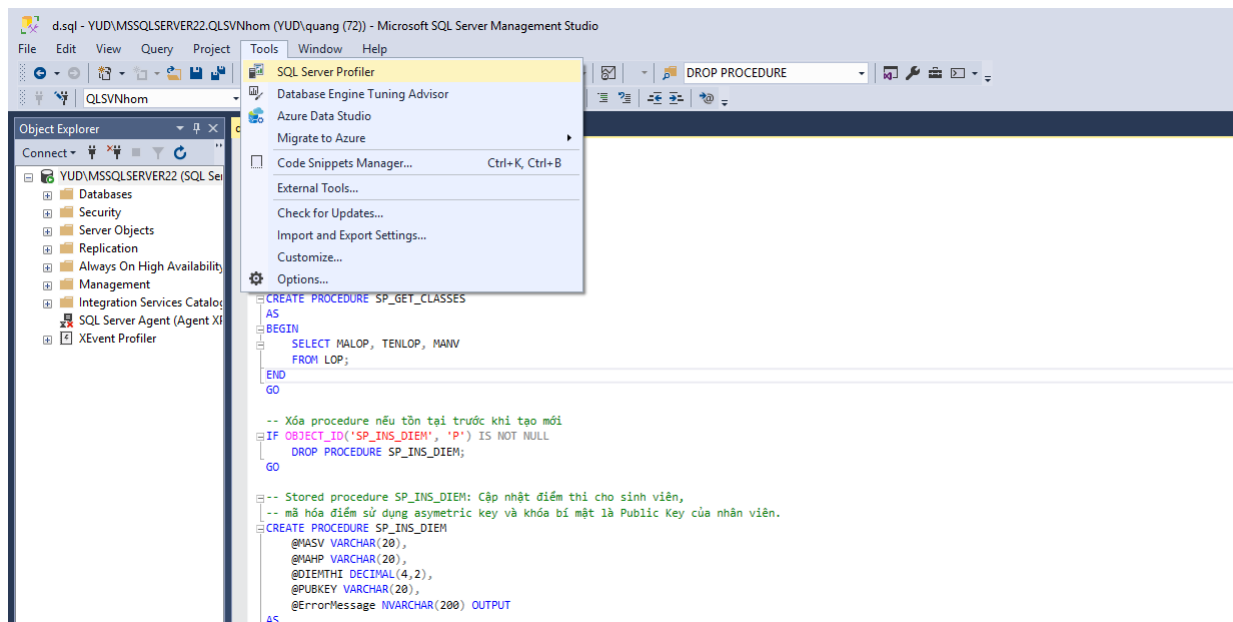 d.sql - YUD\MSSQLSERVER22.QLSVNhom (YUD\quang (72)) - Microsoft SQL Server Management Studio
File Edit View Query Project Tools Window Help
DROP PROCEDURE
QLSVNhom
SQL Server Profiler
Database Engine Tuning Advisor
Azure Data Studio
Migrate to Azure
Code Snippets Manager... Ctrl+K, Ctrl+B
External Tools...
Check for Updates...
Import and Export Settings...
Customize...
Options...
Object Explorer
Connect
YUD\MSSQLSERVER22 (SQL Ser
Databases
Security
Server Objects
Replication
Always On High Availability
Management
Integration Services Catalog
SQL Server Agent (Agent XP
XEvent Profiler
CREATE PROCEDURE SP_GET_CLASSES
AS
BEGIN
SELECT MALOP, TENLOP, MANV
FROM LOP;
END
GO
-- Xóa procedure nếu tồn tại trước khi tạo mới
IF OBJECT_ID('SP_INS_DIEM', 'P') IS NOT NULL
DROP PROCEDURE SP_INS_DIEM;
GO
-- Stored procedure SP_INS_DIEM: Cập nhật điểm thi cho sinh viên,
-- mã hóa điểm sử dụng asymetric key và khóa bí mật là Public Key của nhân viên.
CREATE PROCEDURE SP_INS_DIEM
@MASV VARCHAR(20),
@MAHP VARCHAR(20),
@DIEMTHI DECIMAL(4,2),
@PUBKEY VARCHAR(20),
@ErrorMessage NVARCHAR(200) OUTPUT
AS